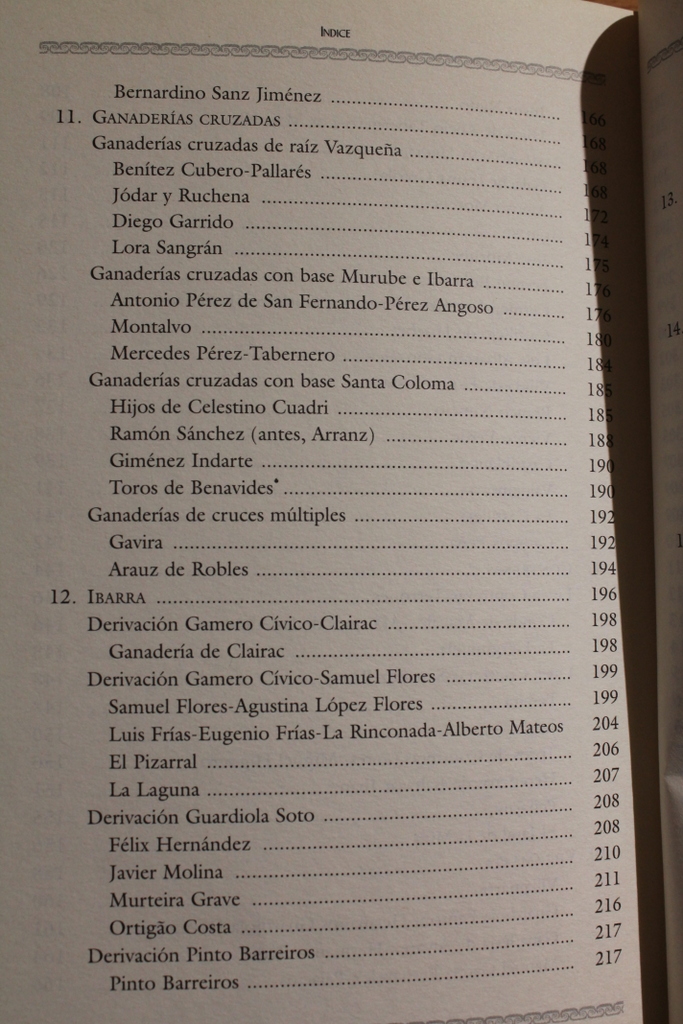 ÍNDICE
Bernardino Sanz Jiménez ........ 166
11. GANADERÍAS CRUZADAS ........ 168
Ganaderías cruzadas de raíz Vazqueña ........ 168
Benítez Cubero-Pallarés ........ 168
Jódar y Ruchena ........ 172
Diego Garrido ........ 174
Lora Sangrán ........ 175
Ganaderías cruzadas con base Murube e Ibarra ........ 176
Antonio Pérez de San Fernando-Pérez Angoso ........ 176
Montalvo ........ 180
Mercedes Pérez-Tabernero ........ 184
Ganaderías cruzadas con base Santa Coloma ........ 185
Hijos de Celestino Cuadri ........ 185
Ramón Sánchez (antes, Arranz) ........ 188
Giménez Indarte ........ 190
Toros de Benavides* ........ 190
Ganaderías de cruces múltiples ........ 192
Gavira ........ 192
Arauz de Robles ........ 194
12. IBARRA ........ 196
Derivación Gamero Cívico-Clairac ........ 198
Ganadería de Clairac ........ 198
Derivación Gamero Cívico-Samuel Flores ........ 199
Samuel Flores-Agustina López Flores ........ 199
Luis Frías-Eugenio Frías-La Rinconada-Alberto Mateos 204
El Pizarral ........ 206
La Laguna ........ 207
Derivación Guardiola Soto ........ 208
Félix Hernández ........ 208
Javier Molina ........ 210
Murteira Grave ........ 211
Ortigão Costa ........ 216
Derivación Pinto Barreiros ........ 217
Pinto Barreiros ........ 217
13.
14